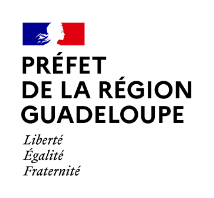 PRÉFET
DE LA RÉGION
GUADELOUPE
Liberté
Égalité
Fraternité